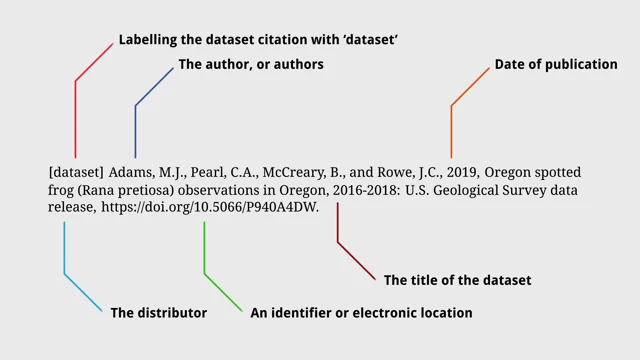 Labelling the dataset citation with ‘dataset’
The author, or authors
Date of publication
[dataset] Adams, M.J., Pearl, C.A., McCreary, B., and Rowe, J.C., 2019, Oregon spotted
frog (Rana pretiosa) observations in Oregon, 2016-2018: U.S. Geological Survey data
release, https://doi.org/10.5066/P940A4DW.
The title of the dataset
The distributor
An identifier or electronic location